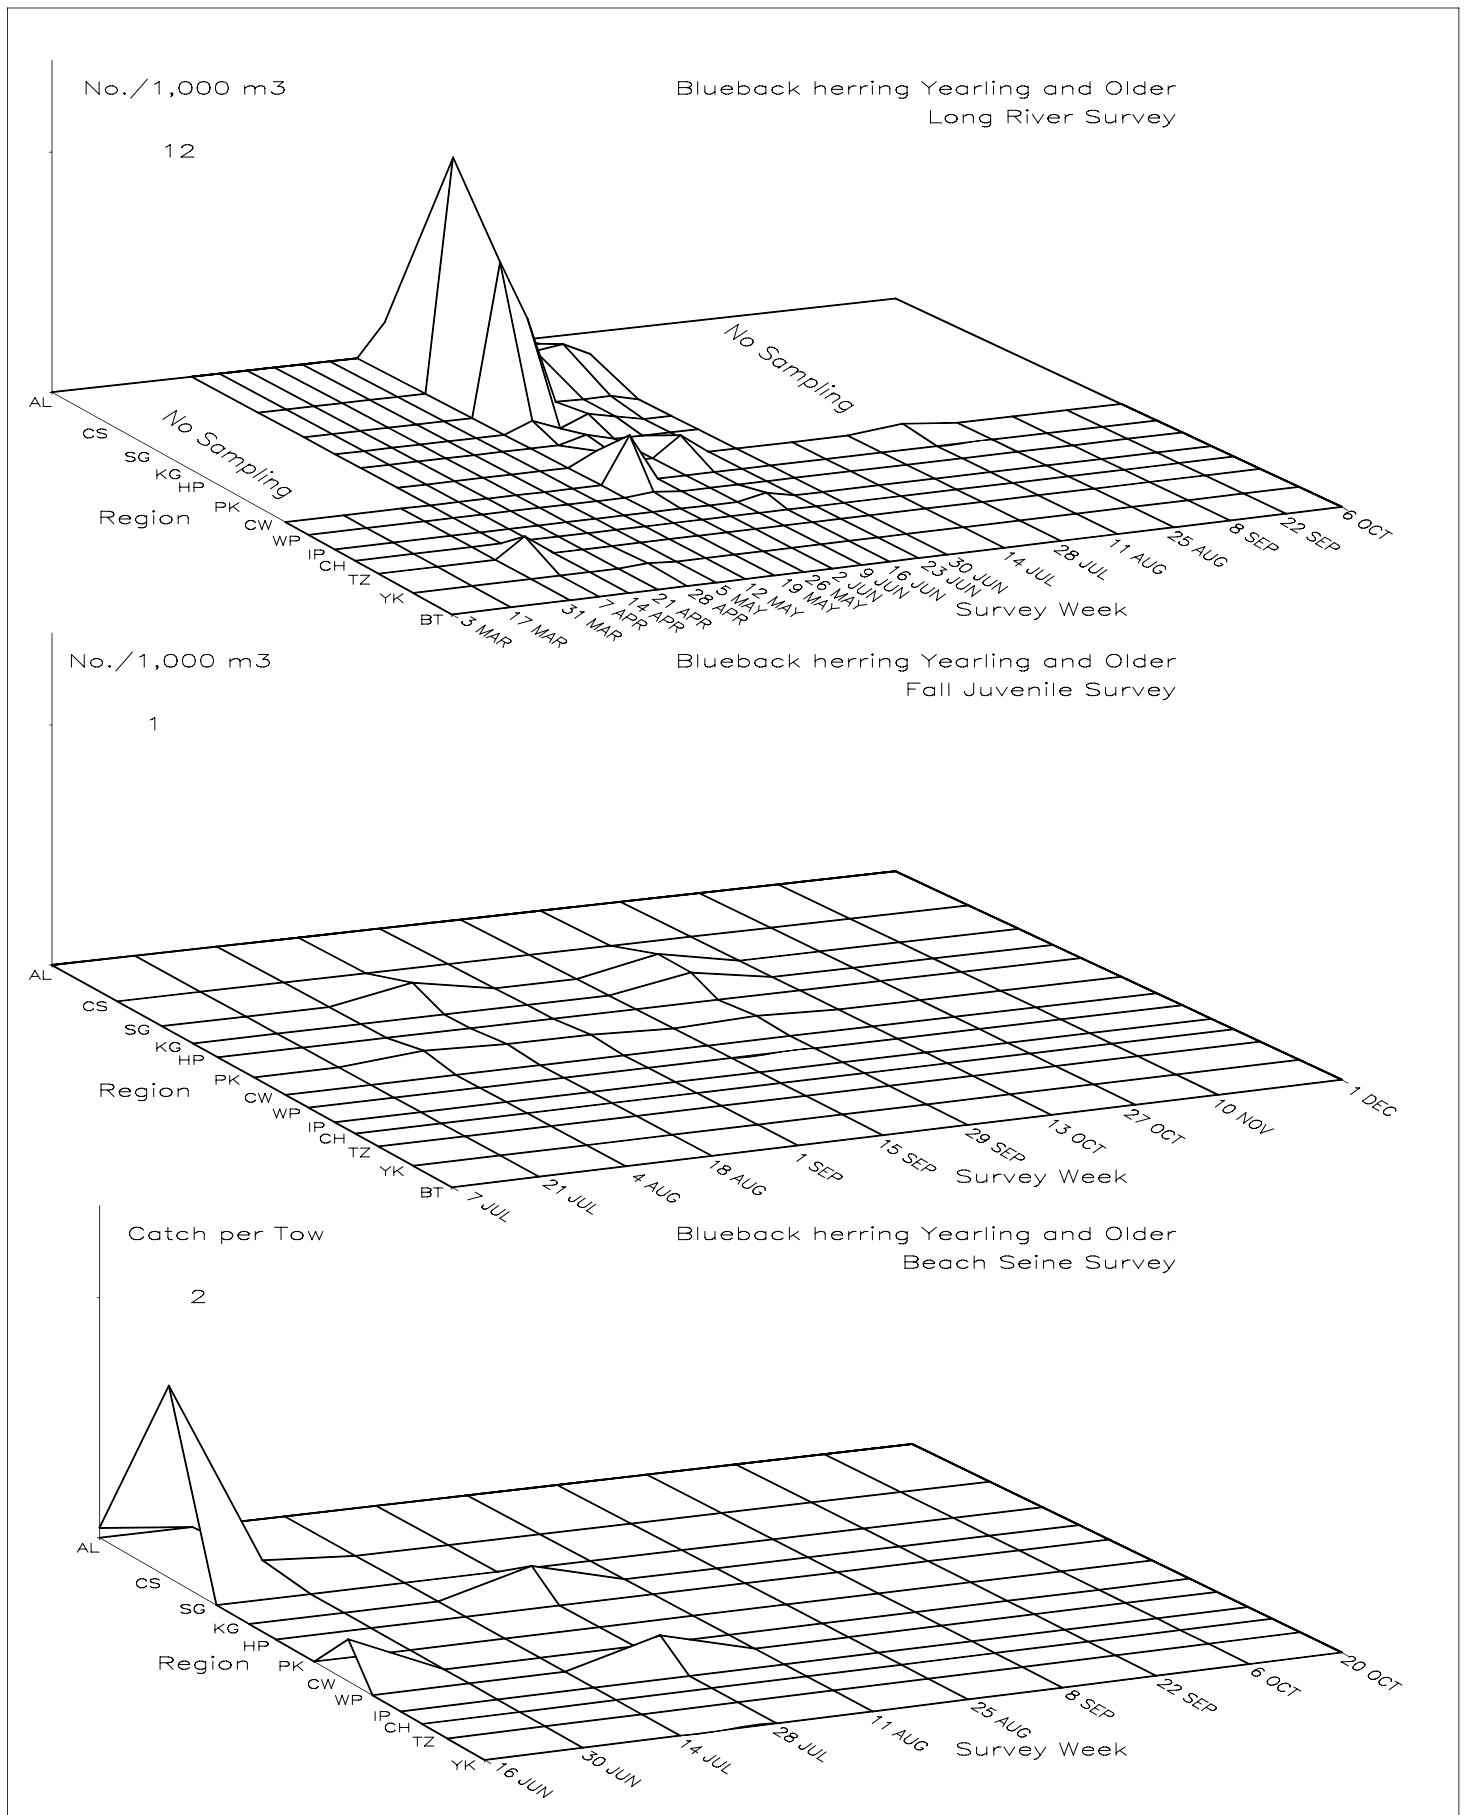 No./1,000 m3
Blueback herring Yearling and Older
Long River Survey
12
No Sampling
AL
CS
SG
KG
HP
PK
CW
WP
IP
CH
TZ
YK
BT
No Sampling
Region
3 MAR
17 MAR
31 MAR
7 APR
14 APR
21 APR
28 APR
5 MAY
12 MAY
19 MAY
26 MAY
2 JUN
9 JUN
16 JUN
23 JUN
30 JUN
14 JUL
28 JUL
11 AUG
25 AUG
8 SEP
22 SEP
6 OCT
Survey Week
No./1,000 m3
Blueback herring Yearling and Older
Fall Juvenile Survey
1
AL
CS
SG
KG
HP
PK
CW
WP
IP
CH
TZ
YK
BT
Region
7 JUL
21 JUL
4 AUG
18 AUG
1 SEP
15 SEP
29 SEP
13 OCT
27 OCT
10 NOV
1 DEC
Survey Week
Catch per Tow
Blueback herring Yearling and Older
Beach Seine Survey
2
AL
CS
SG
KG
HP
PK
CW
WP
IP
CH
TZ
YK
Region
16 JUN
30 JUN
14 JUL
28 JUL
11 AUG
25 AUG
8 SEP
22 SEP
6 OCT
20 OCT
Survey Week